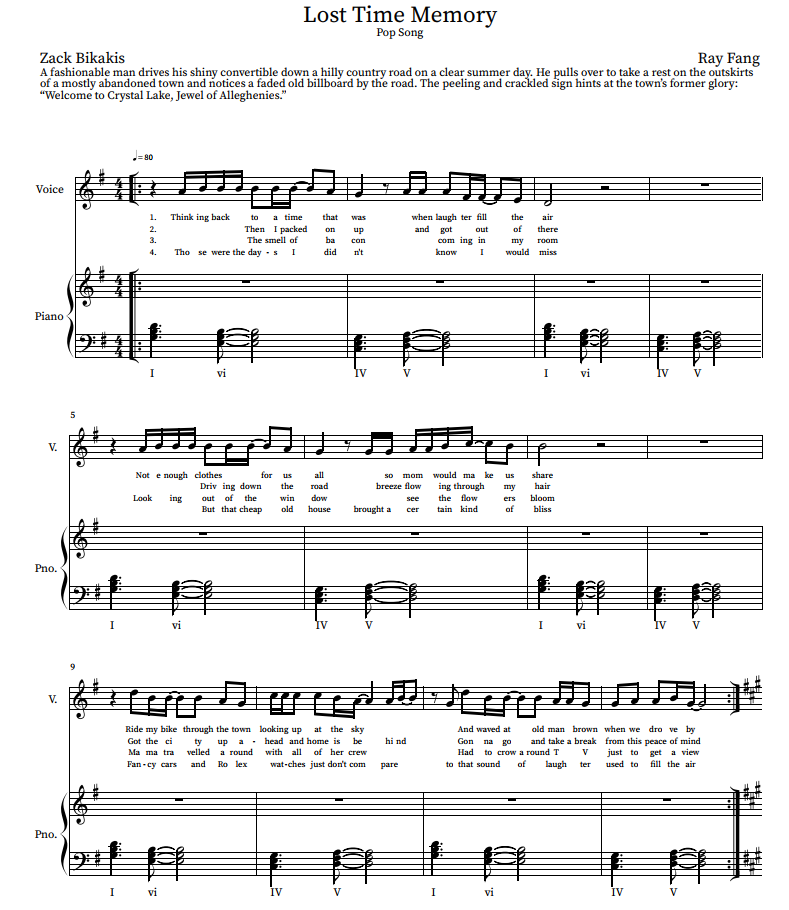 Lost Time Memory
Pop Song
Zack Bikakis Ray Fang
A fashionable man drives his shiny convertible down a hilly country road on a clear summer day. He pulls over to take a rest on the outskirts
of a mostly abandoned town and notices a faded old billboard by the road. The peeling and crackled sign hints at the town's former glory:
“Welcome to Crystal Lake, Jewel of Alleghenies.”
♩=80
Voice
1. Think ing back to a time that was when laugh ter fill the air
2. Then I packed on up and got out of there
3. The smell of ba con com ing in my room
4. Tho se were the day - s I did n't know I would miss
Piano
I vi IV V I vi IV V
5
V.
Not e nough clothes for us all so mom would ma ke us share
Driv ing down the road breeze flow ing through my hair
Look ing out of the win dow see the flow ers bloom
But that cheap old house brought a cer tain kind of bliss
Pno.
I vi IV V I vi IV V
9
V.
Ride my bike through the town looking up at the sky And waved at old man brown when we dro ve by
Got the ci ty up a - head and home is be hi nd Gon na go and take a break from this peace of mind
Ma ma tra velled a round with all of her crew Had to crow a round T V just to get a view
Fan - cy cars and Ro lex wat - ches just don't com pare to that sound of laugh ter used to fill the air
Pno.
I vi IV V I vi IV V